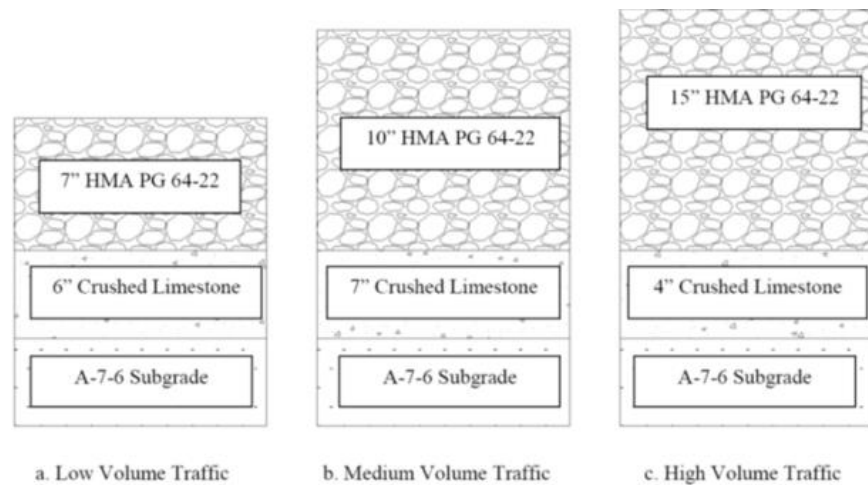 7” HMA PG 64-22
6” Crushed Limestone
A-7-6 Subgrade
a. Low Volume Traffic
10” HMA PG 64-22
7” Crushed Limestone
A-7-6 Subgrade
b. Medium Volume Traffic
15” HMA PG 64-22
4” Crushed Limestone
A-7-6 Subgrade
c. High Volume Traffic